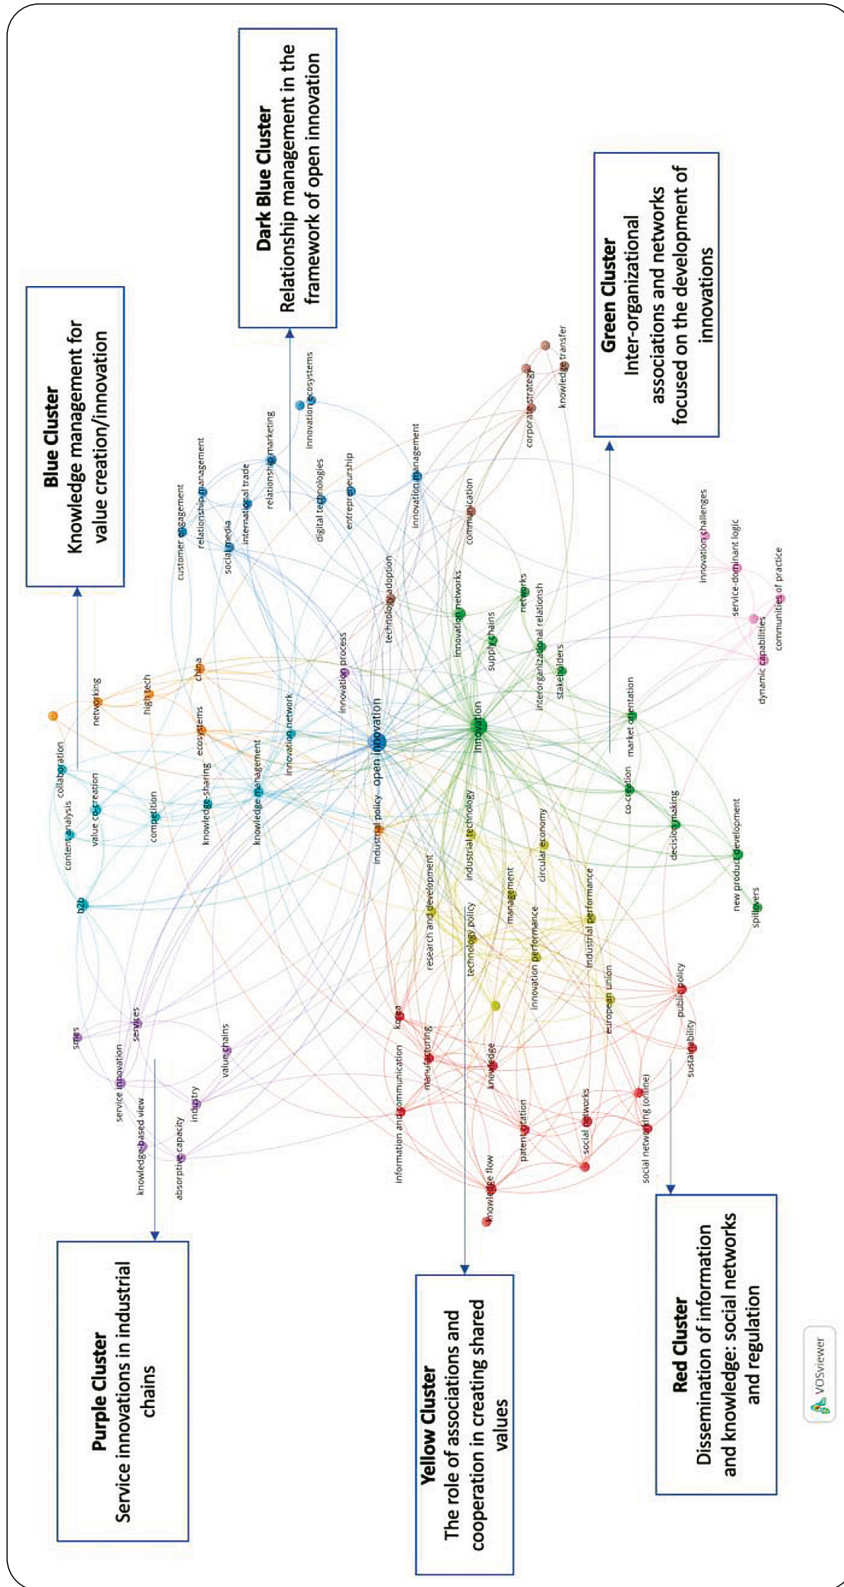 Purple Cluster
Service innovations in industrial
chains
Blue Cluster
Knowledge management for
value creation/innovation
Dark Blue Cluster
Relationship management in the
framework of open innovation
Yellow Cluster
The role of associations and
cooperation in creating shared
values
Green Cluster
Inter-organizational
associations and networks
focused on the development of
innovations
Red Cluster
Dissemination of information
and knowledge: social networks
and regulation
smes
services
service innovation
knowledge-based view
absorptive capacity
industry
value chains
b2b
content analysis
collaboration
value co-creation
competition
knowledge-sharing
knowledge management
innovation network
networking
high tech
china
ecosystems
industrial policy
open innovation
innovation process
technology adoption
customer engagement
relationship management
social media
international trade
relationship marketing
innovation ecosystems
digital technologies
entrepreneurship
innovation management
communication
corporate strategy
knowledge transfer
innovation
innovation networks
supply chains
networks
interorganizational relationsh
stakeholders
market orientation
co-creation
decision making
new product development
spillovers
innovation challenges
service-dominant logic
communities of practice
dynamic capabilities
research and development
industrial technology
technology policy
management
circular economy
innovation performance
industrial performance
european union
korea
manufacturing
information and communication
knowledge
knowledge flow
patent citation
social networks
social networking (online)
sustainability
public policy
VOSviewer